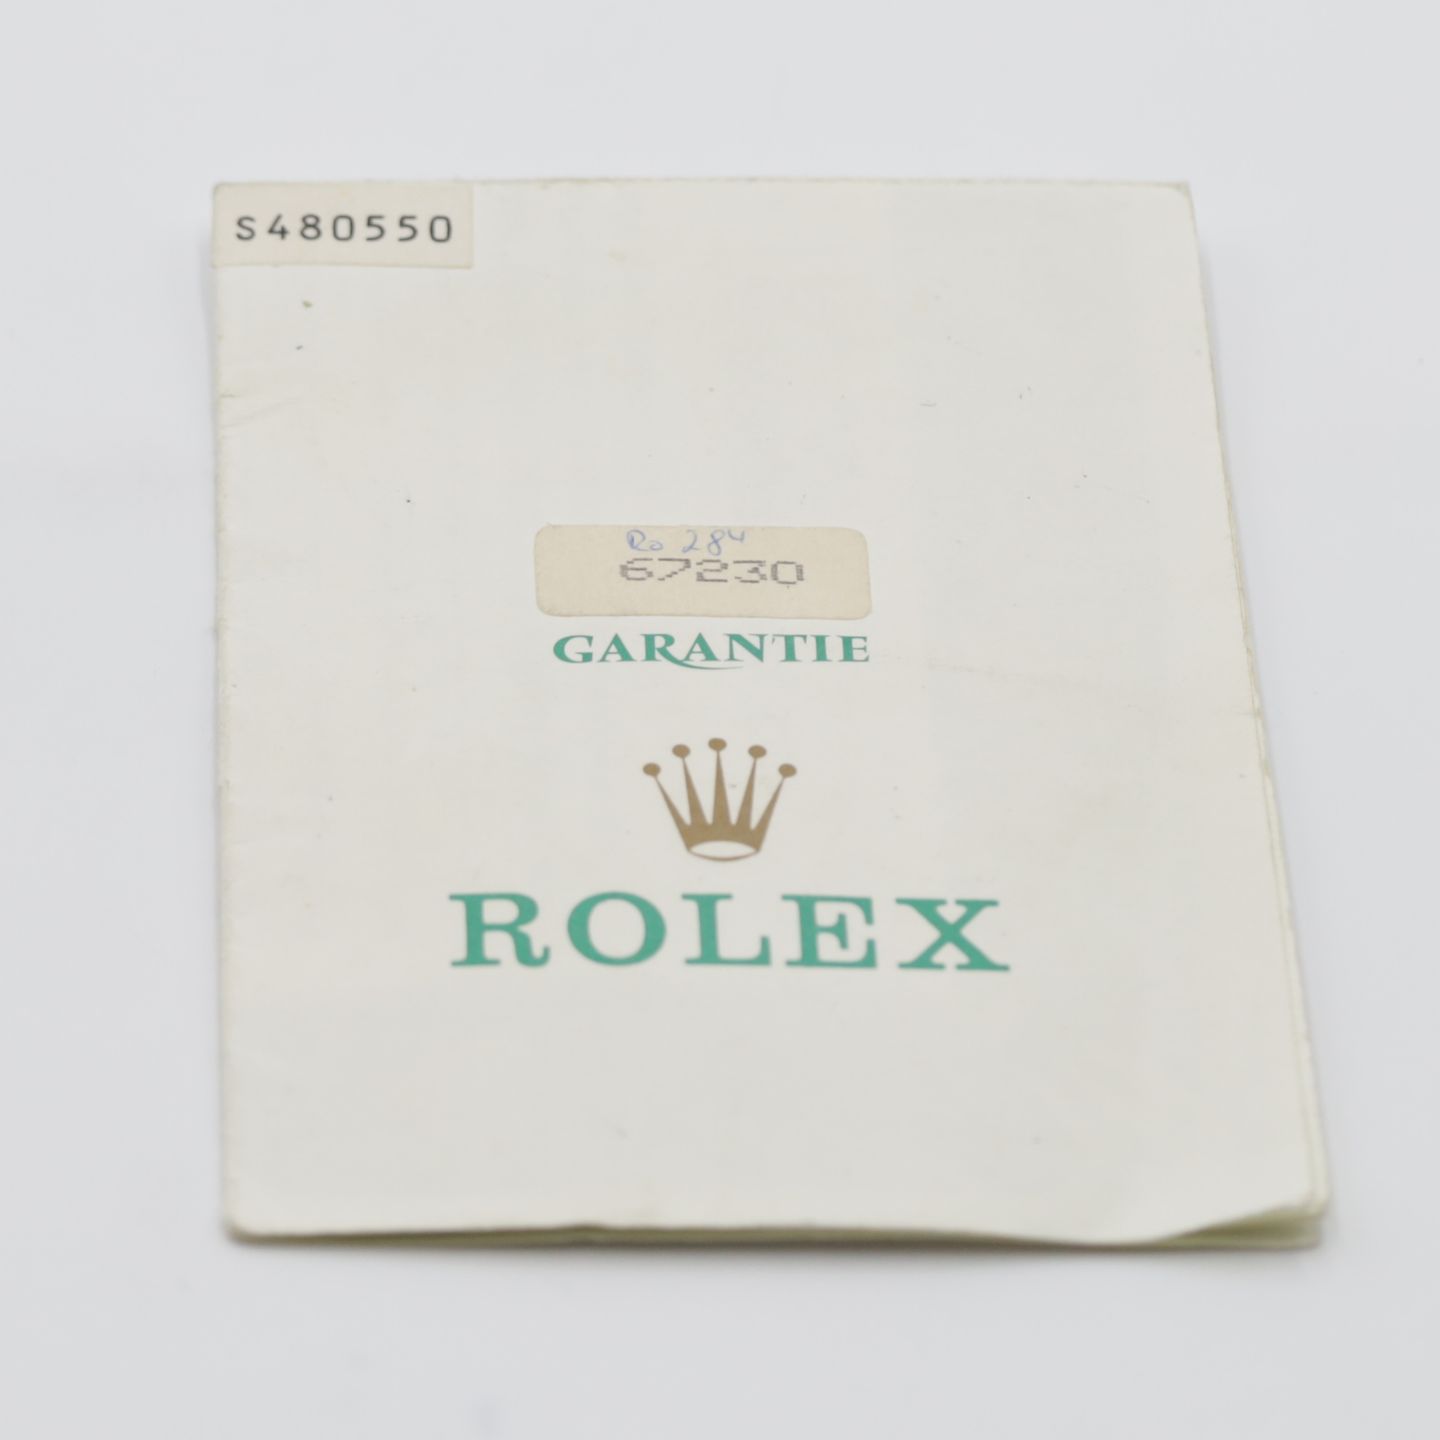 S480550
Ro 284
67230
GARANTIE
ROLEX